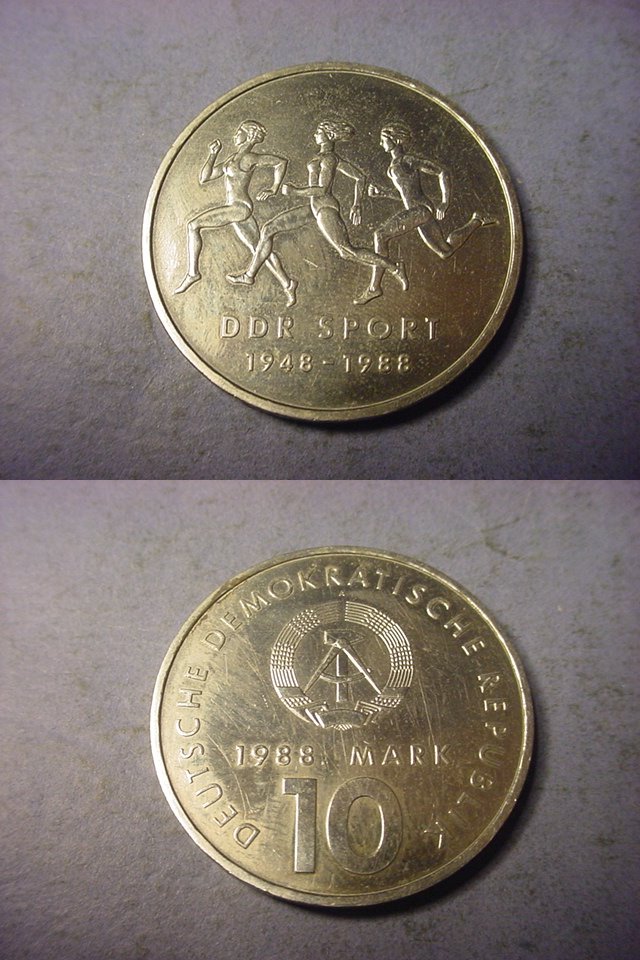 DDR SPORT
1948-1988
DEUTSCHE DEMOKRATISCHE REPUBLIK
A
1988 MARK
10